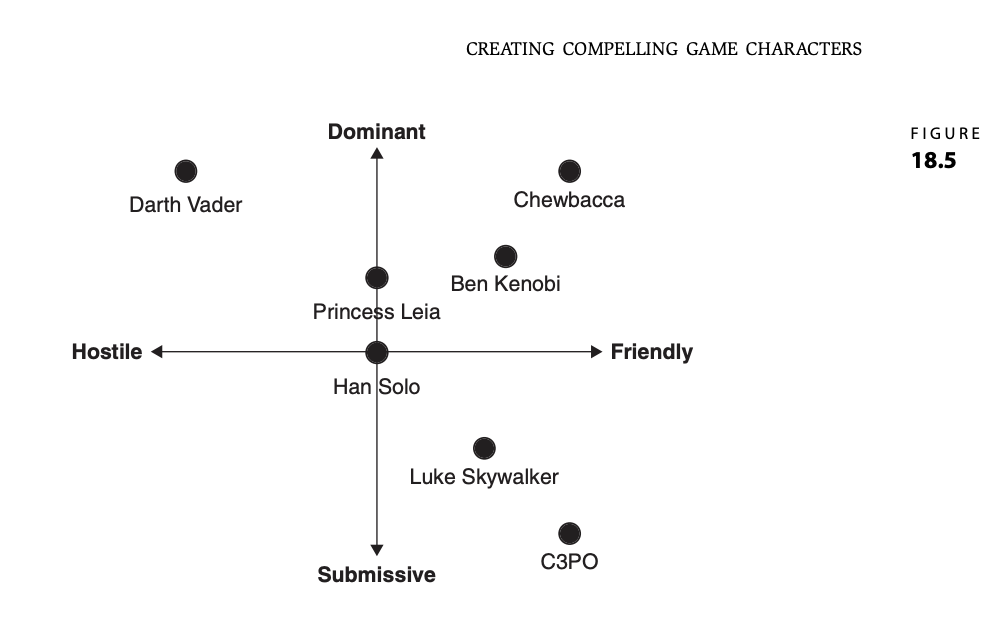 CREATING COMPELLING GAME CHARACTERS
FIGURE
18.5
Dominant
Darth Vader
Chewbacca
Ben Kenobi
Princess Leia
Hostile
Friendly
Han Solo
Luke Skywalker
C3PO
Submissive